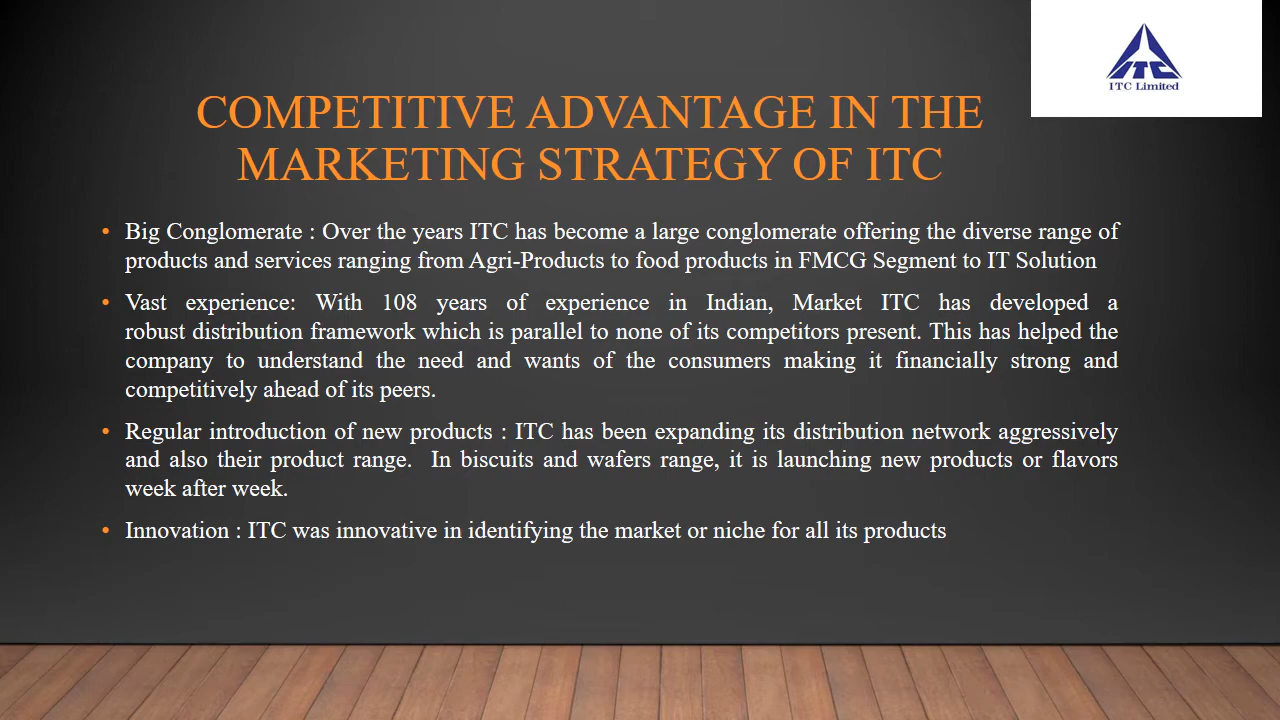 ITC
ITC Limited
COMPETITIVE ADVANTAGE IN THE
MARKETING STRATEGY OF ITC
• Big Conglomerate : Over the years ITC has become a large conglomerate offering the diverse range of
products and services ranging from Agri-Products to food products in FMCG Segment to IT Solution
• Vast experience: With 108 years of experience in Indian, Market ITC has developed a
robust distribution framework which is parallel to none of its competitors present. This has helped the
company to understand the need and wants of the consumers making it financially strong and
competitively ahead of its peers.
• Regular introduction of new products : ITC has been expanding its distribution network aggressively
and also their product range.  In biscuits and wafers range, it is launching new products or flavors
week after week.
• Innovation : ITC was innovative in identifying the market or niche for all its products